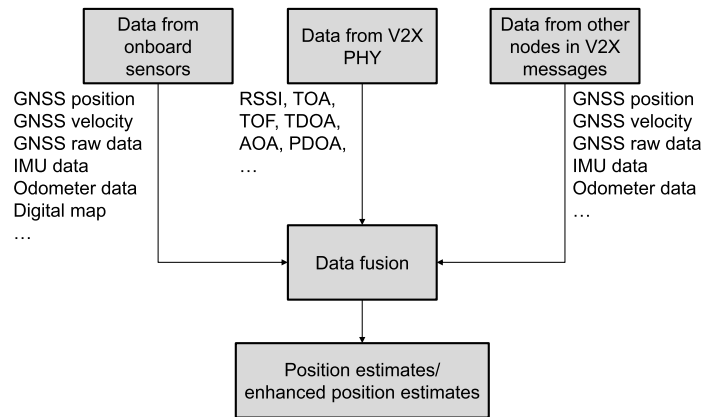 Data from
onboard
sensors
Data from V2X
PHY
Data from other
nodes in V2X
messages
GNSS position
GNSS velocity
GNSS raw data
IMU data
Odometer data
Digital map
…
RSSI, TOA,
TOF, TDOA,
AOA, PDOA,
…
GNSS position
GNSS velocity
GNSS raw data
IMU data
Odometer data
…
Data fusion
Position estimates/
enhanced position estimates